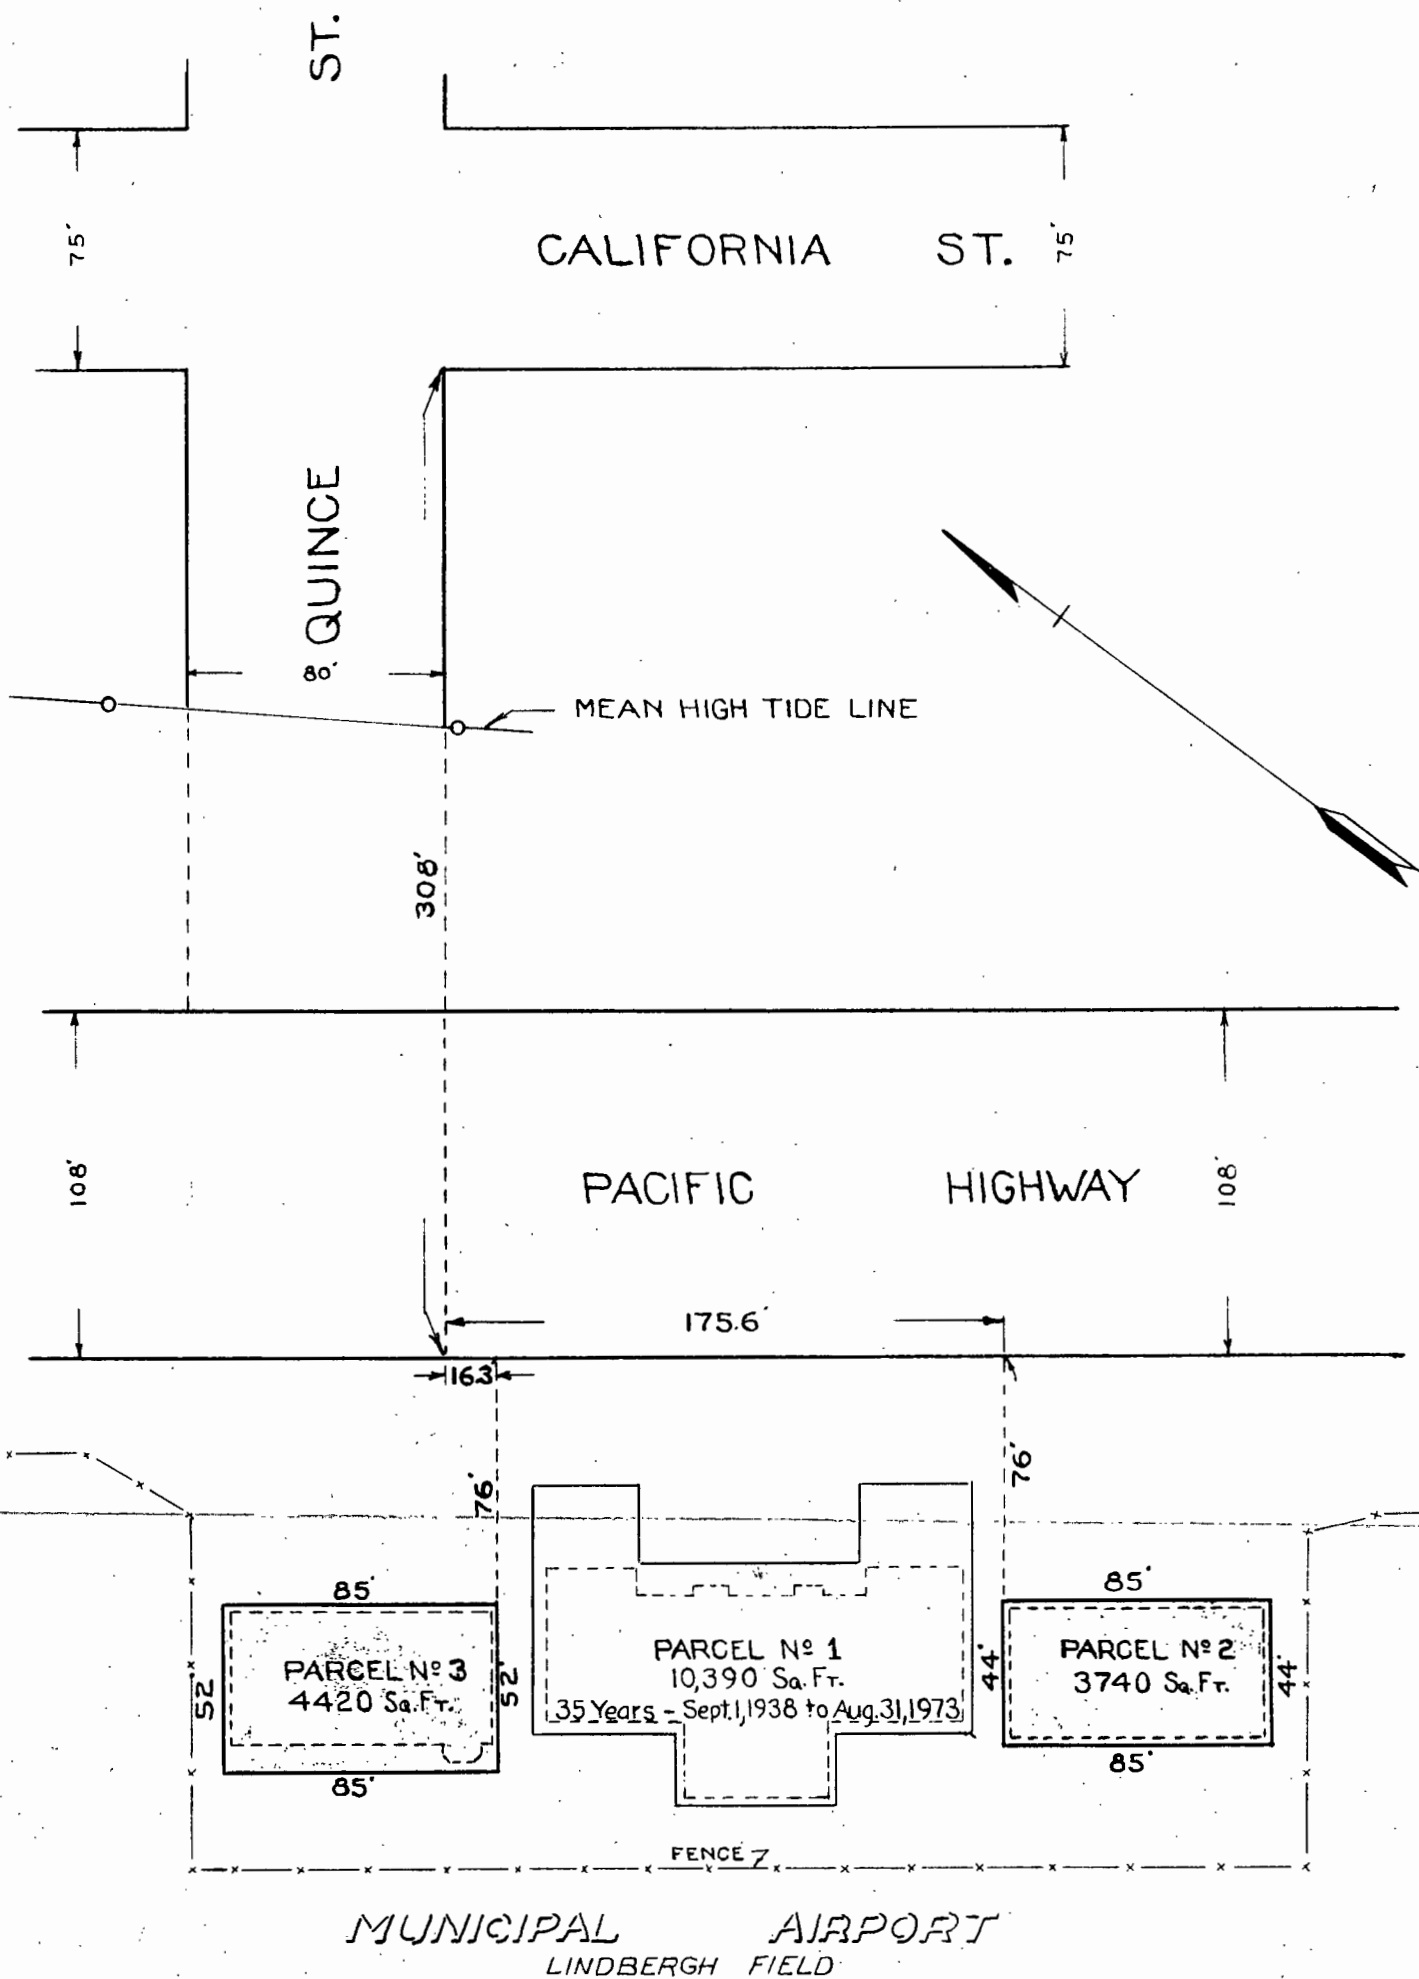 ST.
75'
CALIFORNIA ST.
75'
QUINCE
80'
MEAN HIGH TIDE LINE
308'
108'
PACIFIC HIGHWAY
108'
175.6'
16.3
76'
76'
85'
85'
PARCEL Nº 3
4420 Sq. Ft.
52'
52'
85'
PARCEL Nº 1
10,390 Sq. Ft.
35 Years - Sept. 1, 1938 to Aug. 31, 1973
44'
PARCEL Nº 2
3740 Sq. Ft.
44'
85'
FENCE
MUNICIPAL AIRPORT
LINDBERGH FIELD